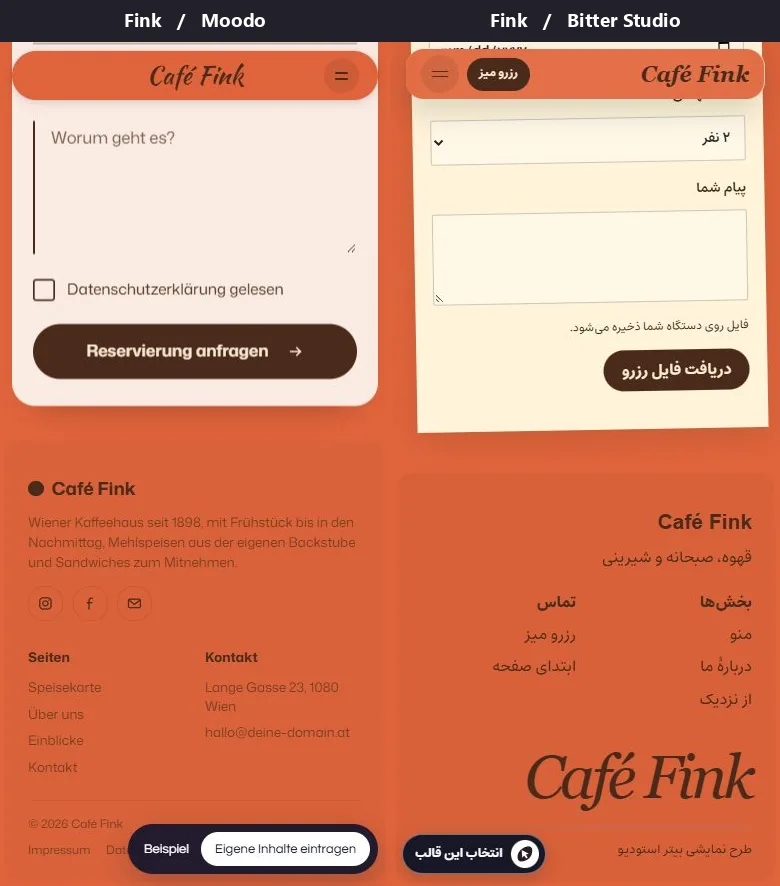 Fink / Moodo
Café Fink
Worum geht es?
Datenschutzerklärung gelesen
Reservierung anfragen →
Café Fink
Wiener Kaffeehaus seit 1898, mit Frühstück bis in den
Nachmittag, Mehlspeisen aus der eigenen Backstube
und Sandwiches zum Mitnehmen.
Seiten
Speisekarte
Über uns
Einblicke
Kontakt
Kontakt
Lange Gasse 23, 1080
Wien
hallo@deine-domain.at
© 2026 Café Fink
Impressum
Beispiel
Eigene Inhalte eintragen
Fink / Bitter Studio
رزرو میز
Café Fink
۲ نفر
پیام شما
فایل روی دستگاه شما ذخیره می‌شود.
دریافت فایل رزرو
Café Fink
قهوه، صبحانه و شیرینی
بخش‌ها
منو
دربارهٔ ما
از نزدیک
تماس
رزرو میز
ابتدای صفحه
Café Fink
طرح نمایشی بیتر استودیو
انتخاب این قالب